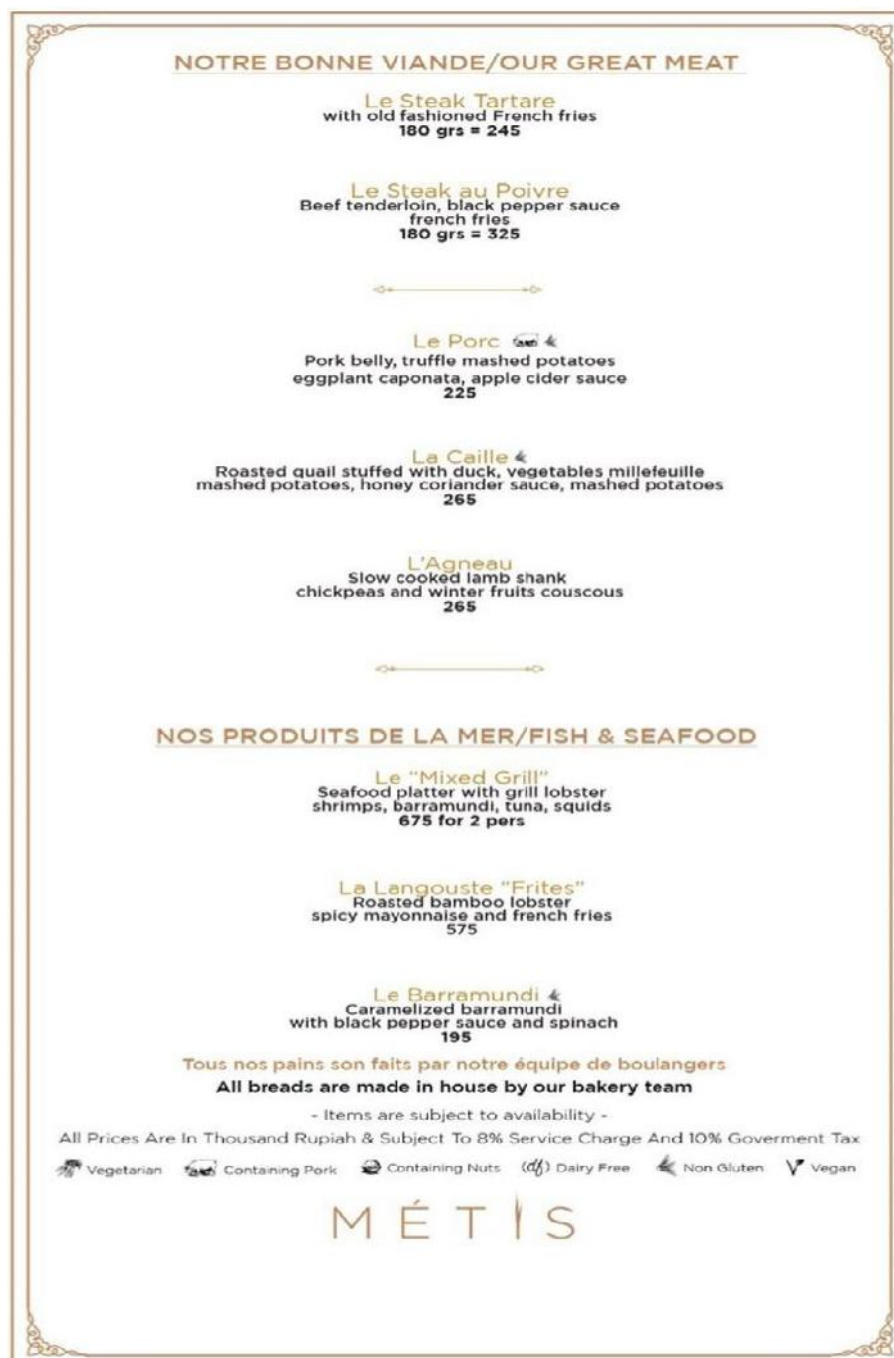 NOTRE BONNE VIANDE/OUR GREAT MEAT
Le Steak Tartare
with old fashioned French fries
180 grs = 245
Le Steak au Poivre
Beef tenderloin, black pepper sauce
french fries
180 grs = 325
Le Porc
Pork belly, truffle mashed potatoes
eggplant caponata, apple cider sauce
225
La Caille
Roasted quail stuffed with duck, vegetables millefeuille
mashed potatoes, honey coriander sauce, mashed potatoes
265
L'Agneau
Slow cooked lamb shank
chickpeas and winter fruits couscous
265
NOS PRODUITS DE LA MER/FISH & SEAFOOD
Le "Mixed Grill"
Seafood platter with grill lobster
shrimps, barramundi, tuna, squids
675 for 2 pers
La Langouste "Frites"
Roasted bamboo lobster
spicy mayonnaise and french fries
575
Le Barramundi
Caramelized barramundi
with black pepper sauce and spinach
195
Tous nos pains son faits par notre équipe de boulangers
All breads are made in house by our bakery team
- Items are subject to availability -
All Prices Are In Thousand Rupiah & Subject To 8% Service Charge And 10% Goverment Tax
Vegetarian Containing Pork Containing Nuts (df) Dairy Free Non Gluten V Vegan
MÉTIS